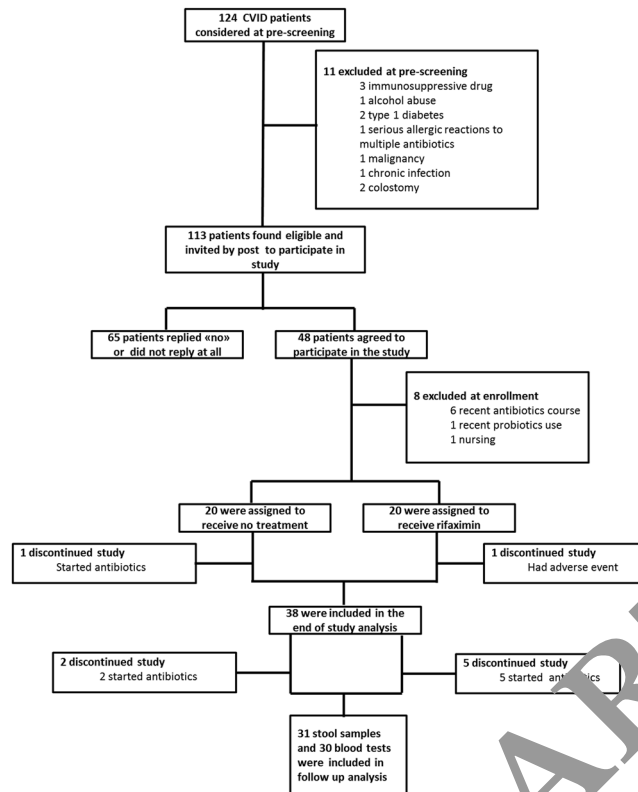 124 CVID patients
considered at pre-screening
11 excluded at pre-screening
3 immunosuppressive drug
1 alcohol abuse
2 type 1 diabetes
1 serious allergic reactions to
multiple antibiotics
1 malignancy
1 chronic infection
2 colostomy
113 patients found eligible and
invited by post to participate in
study
65 patients replied «no»
or did not reply at all
48 patients agreed to
participate in the study
8 excluded at enrollment
6 recent antibiotics course
1 recent probiotics use
1 nursing
20 were assigned to
receive no treatment
20 were assigned to
receive rifaximin
1 discontinued study
Started antibiotics
1 discontinued study
Had adverse event
38 were included in the
end of study analysis
2 discontinued study
2 started antibiotics
5 discontinued study
5 started
31 stool samples
and 30 blood tests
were included in
follow up analysis